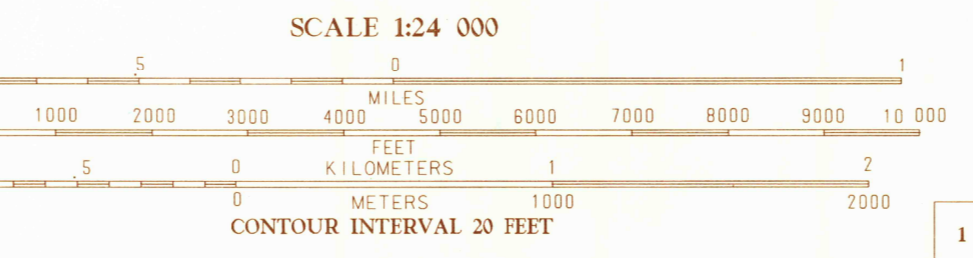 SCALE 1:24 000
.5 0 1
MILES
1000 2000 3000 4000 5000 6000 7000 8000 9000 10 000
FEET
.5 0 KILOMETERS 1 2
0 METERS 1000 2000
CONTOUR INTERVAL 20 FEET
1